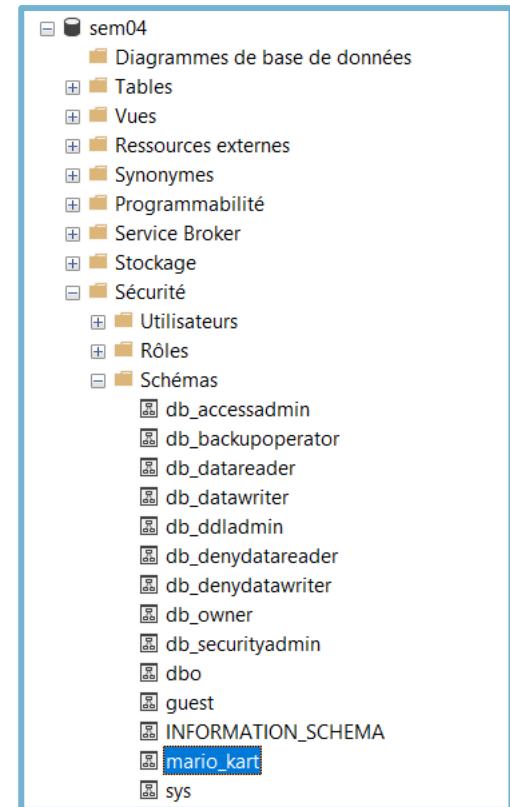 sem04
Diagrammes de base de données
Tables
Vues
Ressources externes
Synonymes
Programmabilité
Service Broker
Stockage
Sécurité
Utilisateurs
Rôles
Schémas
db_accessadmin
db_backupoperator
db_datareader
db_datawriter
db_ddladmin
db_denydatareader
db_denydatawriter
db_owner
db_securityadmin
dbo
guest
INFORMATION_SCHEMA
mario_kart
sys